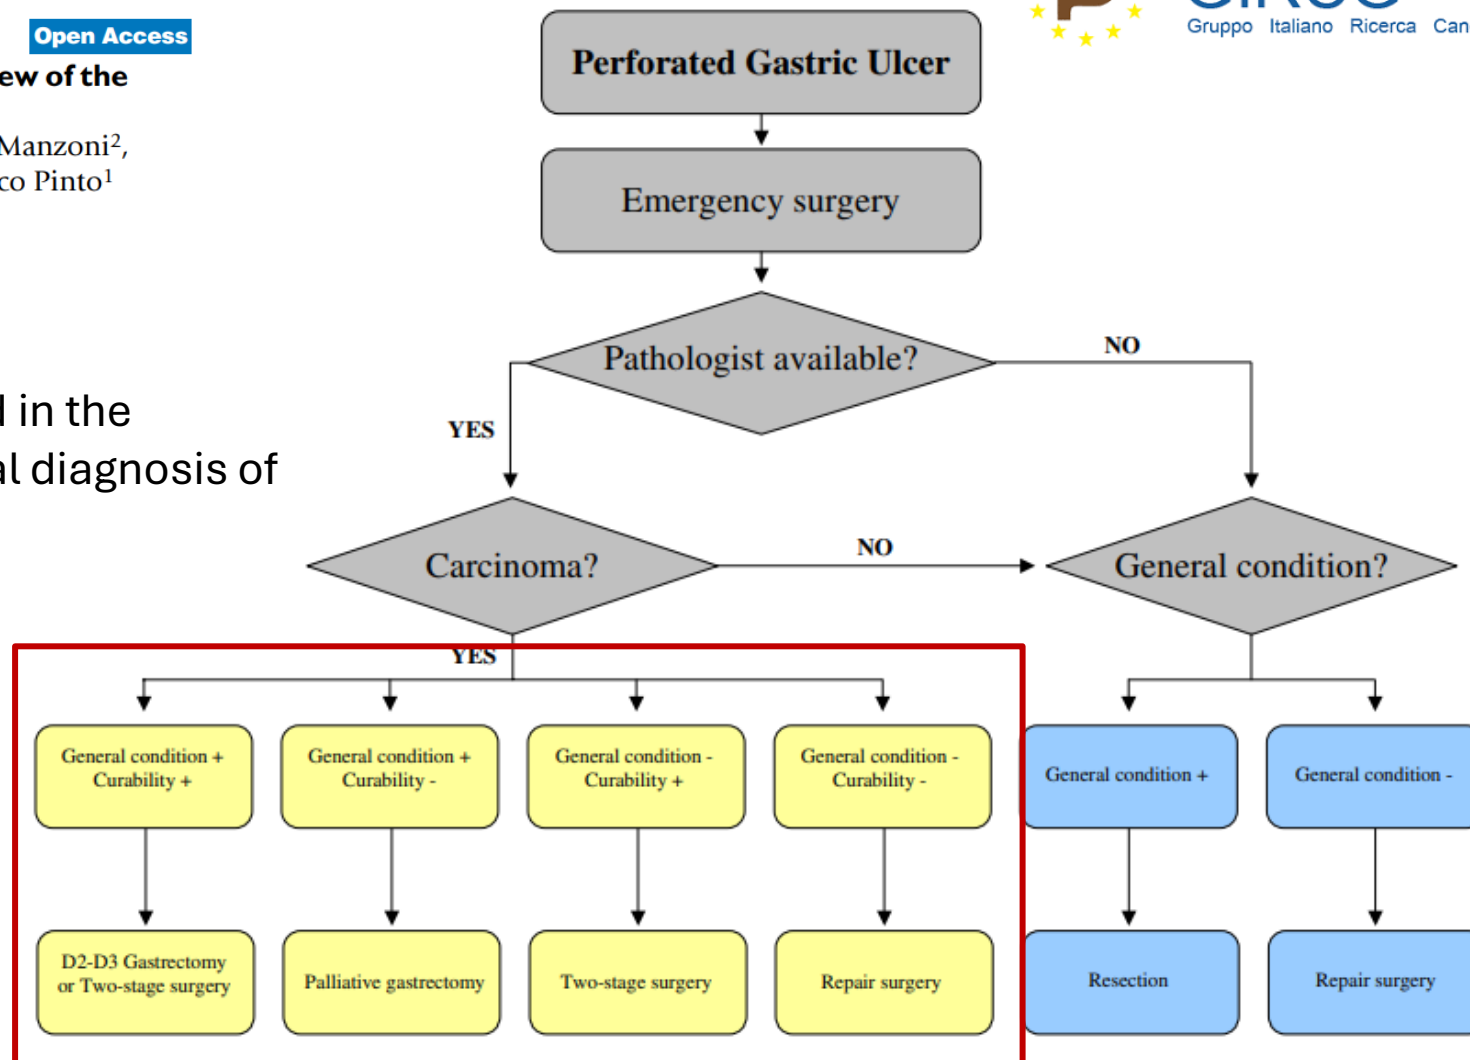 Open Access
ew of the
Manzoni²,
co Pinto¹
Gruppo Italiano Ricerca Can
Perforated Gastric Ulcer
Emergency surgery
Pathologist available?
NO
YES
d in the
al diagnosis of
Carcinoma?
NO
General condition?
YES
General condition +
Curability +
General condition +
Curability -
General condition -
Curability +
General condition -
Curability -
General condition +
General condition -
D2-D3 Gastrectomy
or Two-stage surgery
Palliative gastrectomy
Two-stage surgery
Repair surgery
Resection
Repair surgery